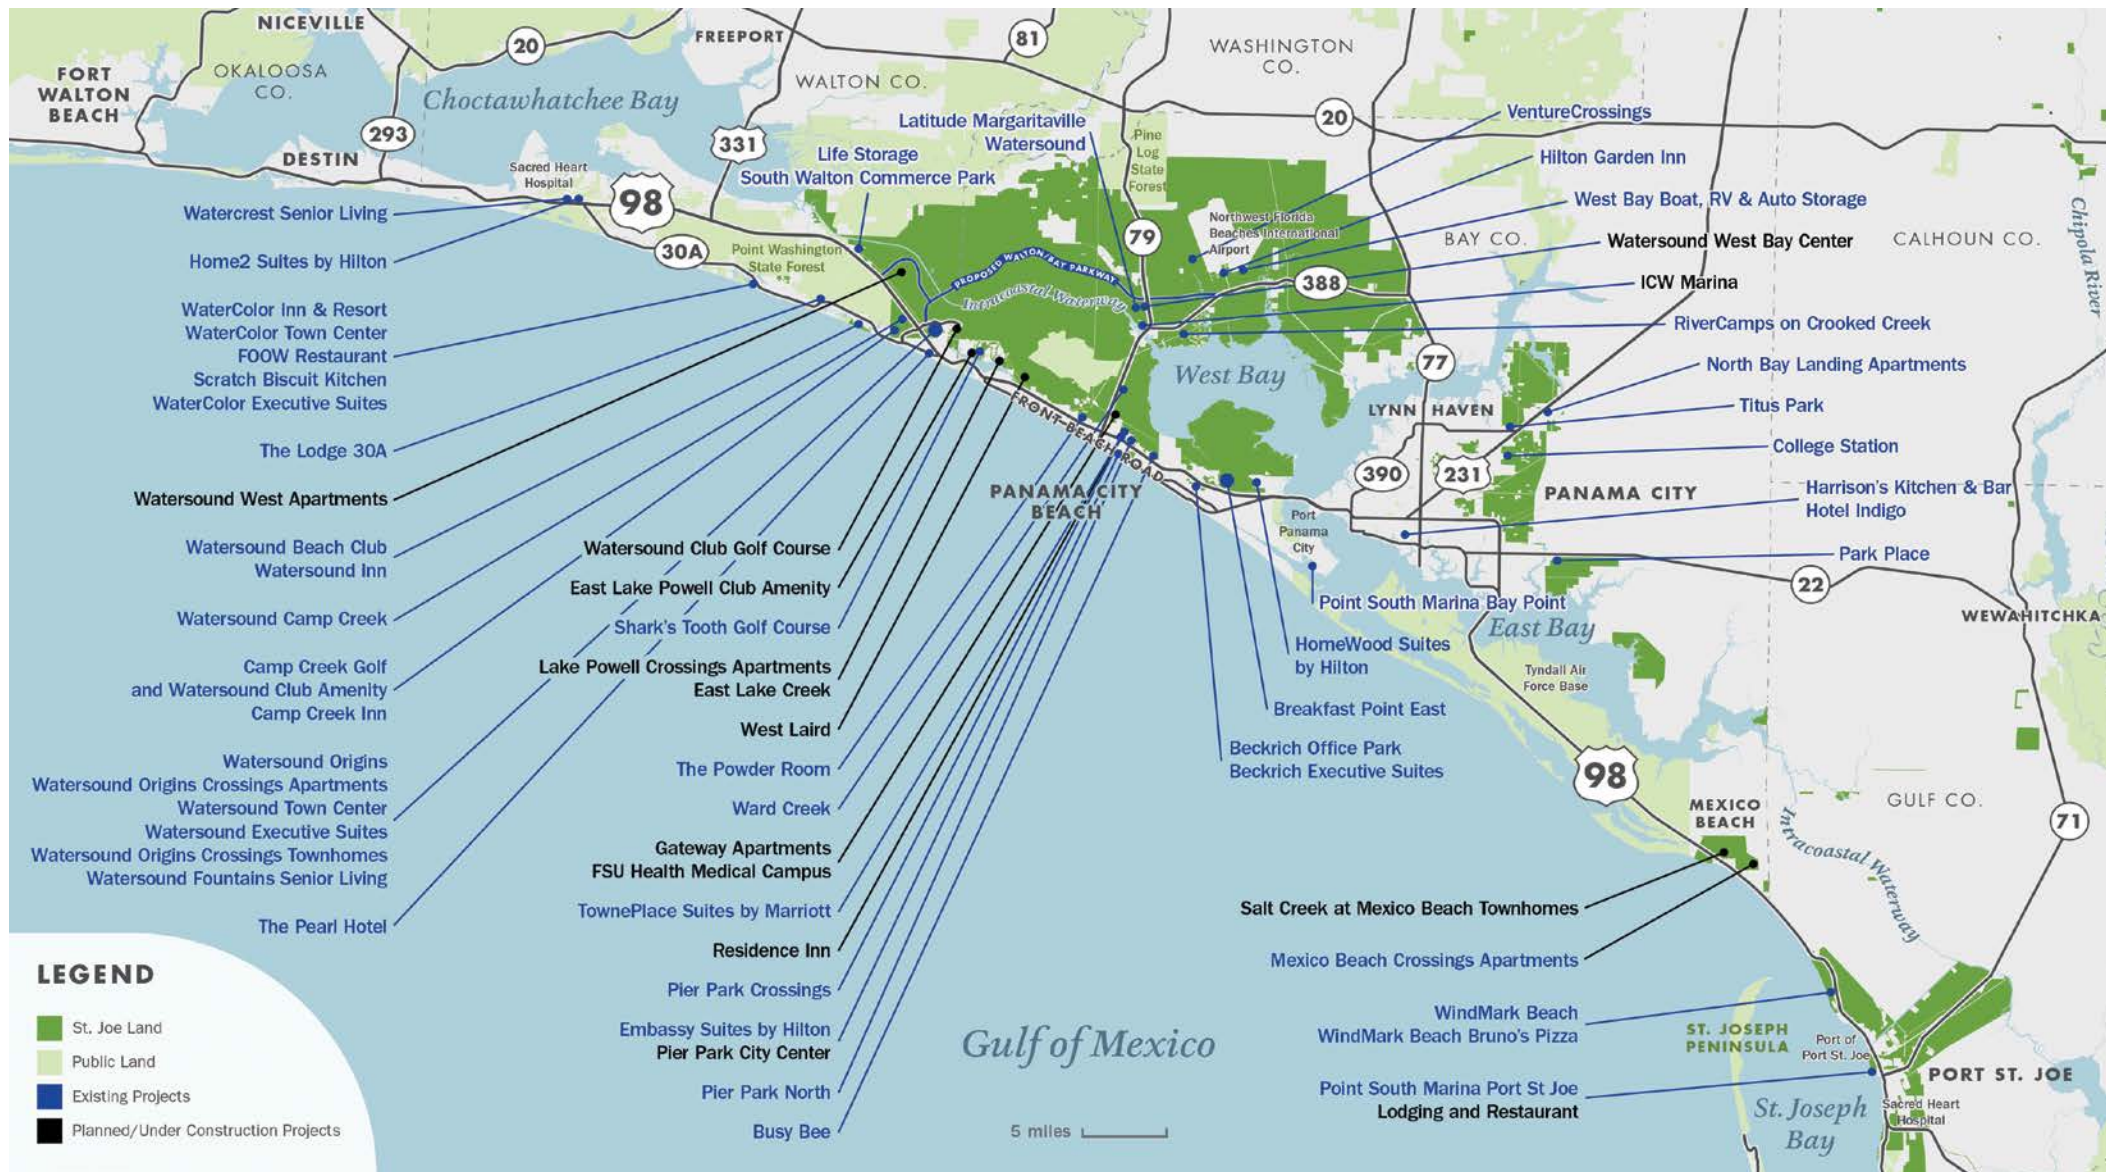 NICEVILLE
FORT
WALTON
BEACH
OKALOOSA
CO.
20
FREEPORT
81
WASHINGTON
CO.
WALTON CO.
Choctawhatchee Bay
293
DESTIN
331
Sacred Heart
Hospital
98
30A
Point Washington
State Forest
Life Storage
South Walton Commerce Park
Latitude Margaritaville
Watersound
Pine
Log
State
Forest
79
20
Northwest Florida
Beaches International
Airport
388
BAY CO.
CALHOUN CO.
Chipola River
PROPOSED WALTON/BAY PARKWAY
Intracoastal Waterway
West Bay
77
LYNN HAVEN
390
231
PANAMA CITY
FRONT BEACH ROAD
PANAMA CITY
BEACH
Port
Panama
City
22
WEWAHITCHKA
East Bay
Tyndall Air
Force Base
98
MEXICO
BEACH
GULF CO.
71
Intracoastal Waterway
VentureCrossings
Hilton Garden Inn
West Bay Boat, RV & Auto Storage
Watersound West Bay Center
ICW Marina
RiverCamps on Crooked Creek
North Bay Landing Apartments
Titus Park
College Station
Harrison's Kitchen & Bar
Hotel Indigo
Park Place
Point South Marina Bay Point
HomeWood Suites
by Hilton
Breakfast Point East
Beckrich Office Park
Beckrich Executive Suites
Watercrest Senior Living
Home2 Suites by Hilton
WaterColor Inn & Resort
WaterColor Town Center
FOOW Restaurant
Scratch Biscuit Kitchen
WaterColor Executive Suites
The Lodge 30A
Watersound West Apartments
Watersound Beach Club
Watersound Inn
Watersound Camp Creek
Camp Creek Golf
and Watersound Club Amenity
Camp Creek Inn
Watersound Origins
Watersound Origins Crossings Apartments
Watersound Town Center
Watersound Executive Suites
Watersound Origins Crossings Townhomes
Watersound Fountains Senior Living
The Pearl Hotel
Watersound Club Golf Course
East Lake Powell Club Amenity
Shark's Tooth Golf Course
Lake Powell Crossings Apartments
East Lake Creek
West Laird
The Powder Room
Ward Creek
Gateway Apartments
FSU Health Medical Campus
TownePlace Suites by Marriott
Residence Inn
Pier Park Crossings
Embassy Suites by Hilton
Pier Park City Center
Pier Park North
Busy Bee
Salt Creek at Mexico Beach Townhomes
Mexico Beach Crossings Apartments
WindMark Beach
WindMark Beach Bruno's Pizza
Point South Marina Port St Joe
Lodging and Restaurant
ST. JOSEPH
PENINSULA
Port of
Port St. Joe
PORT ST. JOE
Sacred Heart
Hospital
St. Joseph
Bay
Gulf of Mexico
5 miles
LEGEND
St. Joe Land
Public Land
Existing Projects
Planned/Under Construction Projects